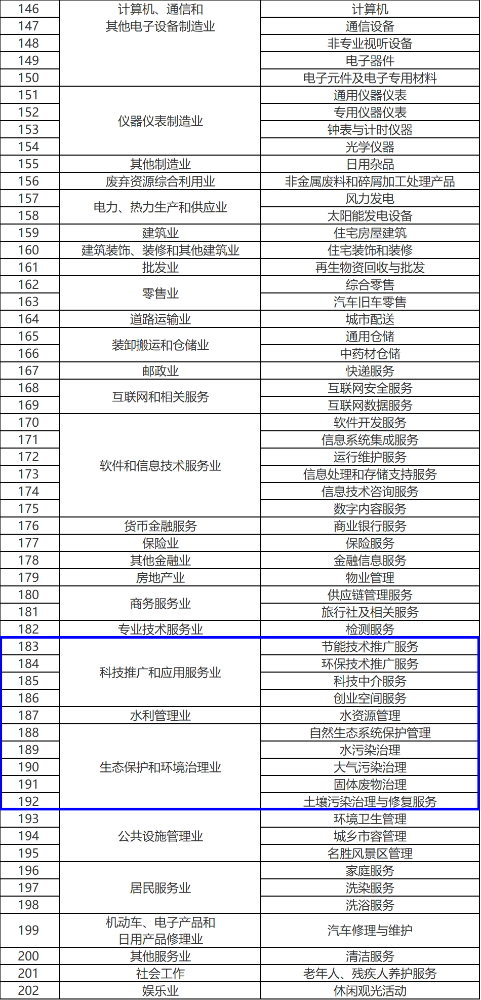 146 计算机、通信和 计算机
147 其他电子设备制造业 通信设备
148 非专业视听设备
149 电子器件
150 电子元件及电子专用材料
151 通用仪器仪表
152 专用仪器仪表
仪器仪表制造业
153 钟表与计时仪器
154 光学仪器
155 其他制造业 日用杂品
156 废弃资源综合利用业 非金属废料和碎屑加工处理产品
157 风力发电
电力、热力生产和供应业
158 太阳能发电设备
159 建筑业 住宅房屋建筑
160 建筑装饰、装修和其他建筑业 住宅装饰和装修
161 批发业 再生物资回收与批发
162 综合零售
零售业
163 汽车旧车零售
164 道路运输业 城市配送
165 通用仓储
装卸搬运和仓储业
166 中药材仓储
167 邮政业 快递服务
168 互联网安全服务
互联网和相关服务
169 互联网数据服务
170 软件开发服务
171 信息系统集成服务
172 运行维护服务
软件和信息技术服务业
173 信息处理和存储支持服务
174 信息技术咨询服务
175 数字内容服务
176 货币金融服务 商业银行服务
177 保险业 保险服务
178 其他金融业 金融信息服务
179 房地产业 物业管理
180 供应链管理服务
商务服务业
181 旅行社及相关服务
182 专业技术服务业 检测服务
183 节能技术推广服务
184 环保技术推广服务
科技推广和应用服务业
185 科技中介服务
186 创业空间服务
187 水利管理业 水资源管理
188 自然生态系统保护管理
189 水污染治理
190 生态保护和环境治理业 大气污染治理
191 固体废物治理
192 土壤污染治理与修复服务
193 环境卫生管理
194 公共设施管理业 城乡市容管理
195 名胜风景区管理
196 家庭服务
197 居民服务业 洗染服务
198 洗浴服务
机动车、电子产品和
199 汽车修理与维护
日用产品修理业
200 其他服务业 清洁服务
201 社会工作 老年人、残疾人养护服务
202 娱乐业 休闲观光活动